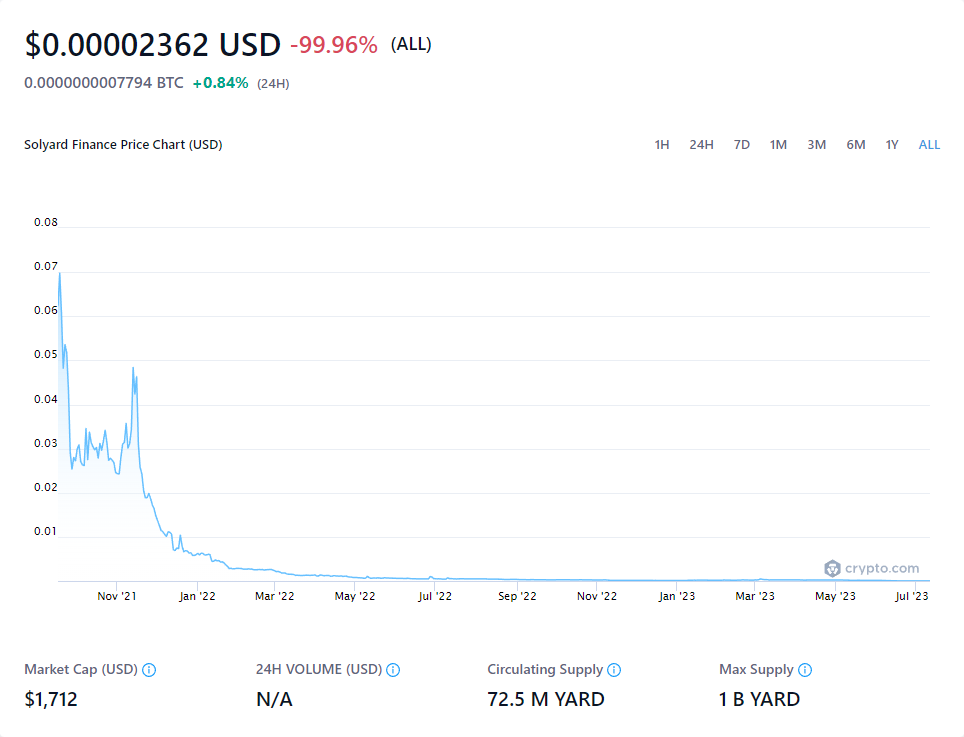 $0.00002362 USD -99.96% (ALL)
0.0000000007794 BTC +0.84% (24H)
Solyard Finance Price Chart (USD) 1H 24H 7D 1M 3M 6M 1Y ALL
0.08
0.07
0.06
0.05
0.04
0.03
0.02
0.01
crypto.com
Nov '21 Jan '22 Mar '22 May '22 Jul '22 Sep '22 Nov '22 Jan '23 Mar '23 May '23 Jul '23
Market Cap (USD) 24H VOLUME (USD) Circulating Supply Max Supply
$1,712 N/A 72.5 M YARD 1 B YARD